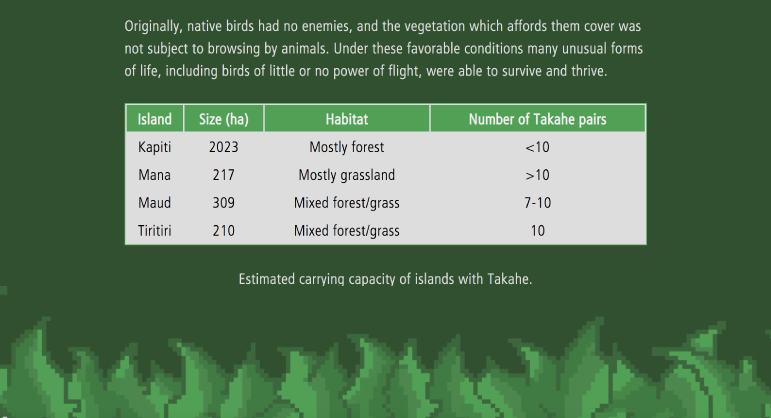 Originally, native birds had no enemies, and the vegetation which affords them cover was
not subject to browsing by animals. Under these favorable conditions many unusual forms
of life, including birds of little or no power of flight, were able to survive and thrive.
Island Size (ha) Habitat Number of Takahe pairs
Kapiti 2023 Mostly forest <10
Mana 217 Mostly grassland >10
Maud 309 Mixed forest/grass 7-10
Tiritiri 210 Mixed forest/grass 10
Estimated carrying capacity of islands with Takahe.